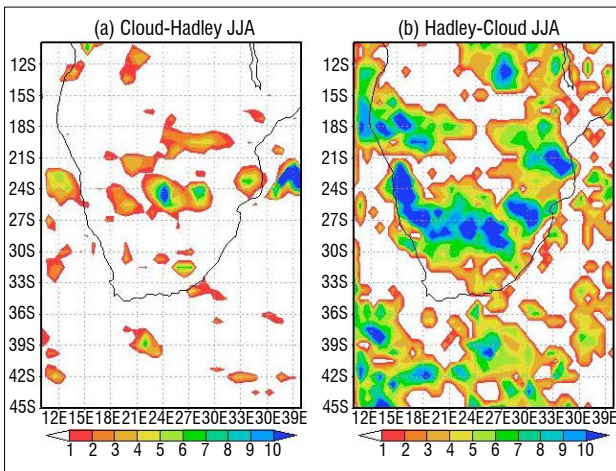 (a) Cloud-Hadley JJA
12S
15S
18S
21S
24S
27S
30S
33S
36S
39S
42S
45S
12E15E18E21E24E27E30E33E36E39E
1 2 3 4 5 6 7 8 9 10
(b) Hadley-Cloud JJA
12S
15S
18S
21S
24S
27S
30S
33S
36S
39S
42S
45S
12E15E18E21E24E27E30E33E36E39E
1 2 3 4 5 6 7 8 9 10